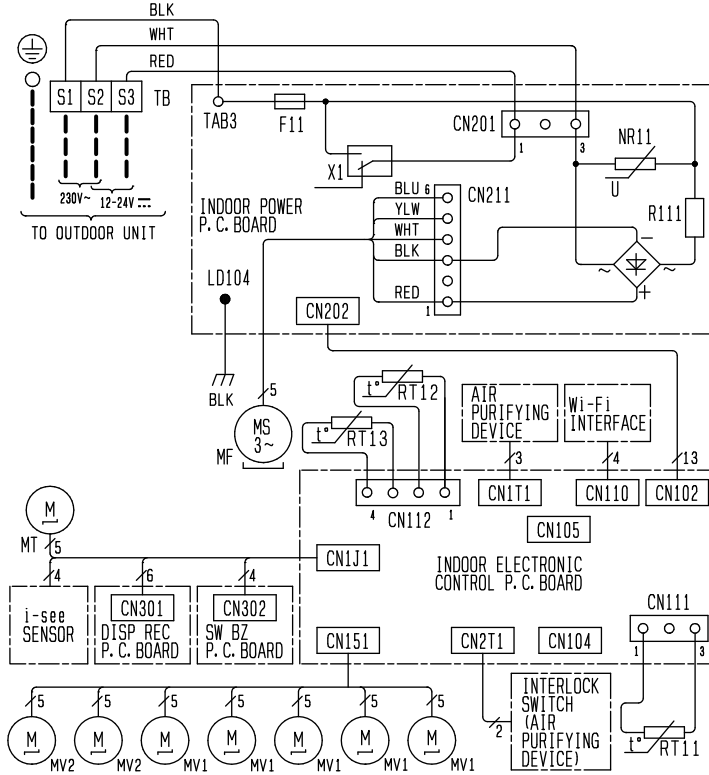 BLK
WHT
RED
S1 S2 S3 TB
TAB3
F11
CN201
1 3
NR11
U
X1
R111
230V~ 12-24V ⎓
TO OUTDOOR UNIT
INDOOR POWER
P.C.BOARD
BLU 6
CN211
YLW
WHT
BLK
RED
1
~ ~
−
+
LD104
CN202
BLK
5
MS
3~
MF
t° RT12
t° RT13
AIR
PURIFYING
DEVICE
Wi-Fi
INTERFACE
3
4
13
4 1
CN112
CN1T1
CN110
CN102
CN105
M
MT
5
CN1J1
INDOOR ELECTRONIC
CONTROL P.C.BOARD
4
6
4
i-see
SENSOR
CN301
DISP REC
P.C.BOARD
CN302
SW BZ
P.C.BOARD
CN111
1 3
CN151
CN2T1
CN104
2
INTERLOCK
SWITCH
(AIR
PURIFYING
DEVICE)
t° RT11
5 5 5 5 5 5 5
M M M M M M M
MV2 MV2 MV1 MV1 MV1 MV1 MV1